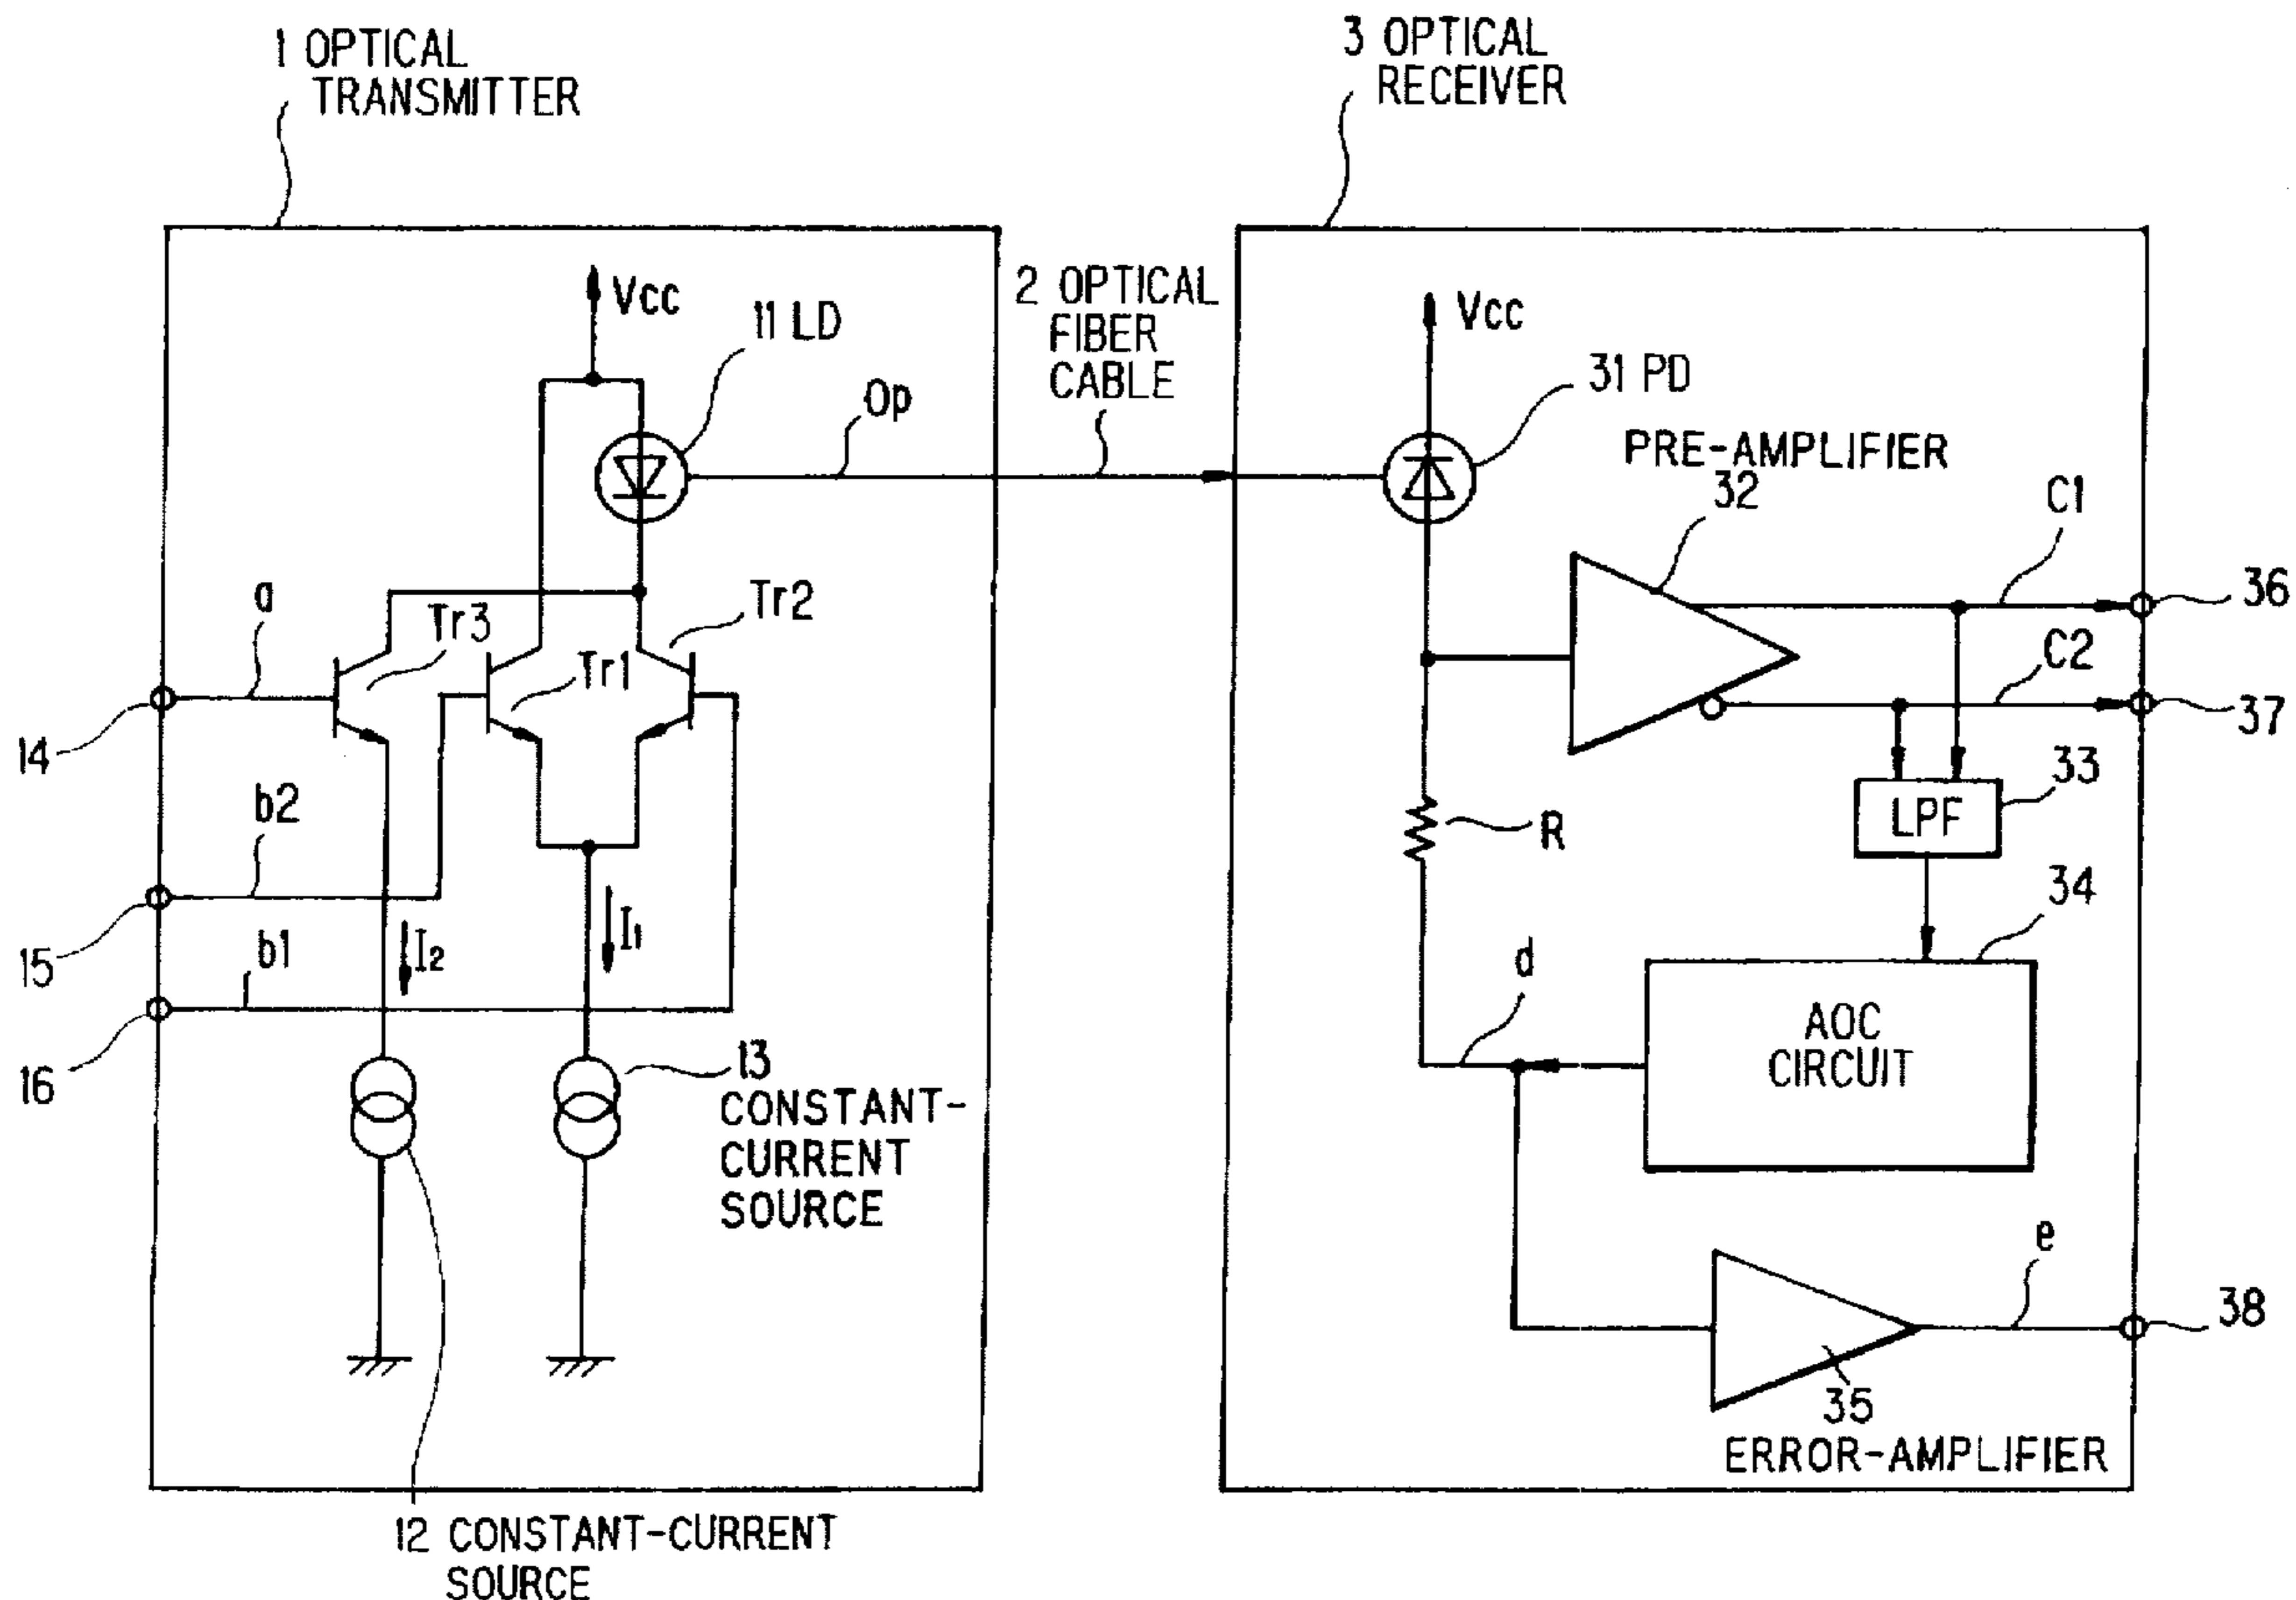 1 OPTICAL
TRANSMITTER
3 OPTICAL
RECEIVER
Vcc
11 LD
Op
2 OPTICAL
FIBER
CABLE
Vcc
31 PD
PRE-AMPLIFIER
32
C1
36
C2
37
a
Tr3
Tr1
Tr2
14
b2
15
b1
16
I2
I1
R
33
LPF
34
d
AOC
CIRCUIT
13
CONSTANT-
CURRENT
SOURCE
e
38
35
ERROR-AMPLIFIER
12 CONSTANT-CURRENT
SOURCE